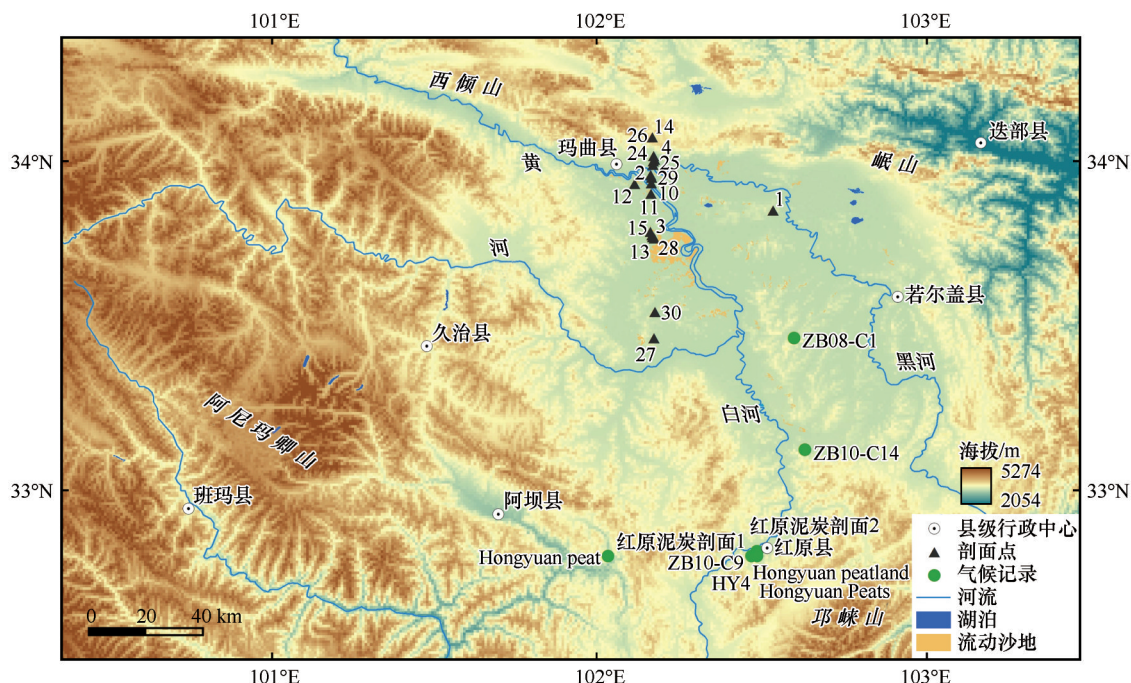 101°E 102°E 103°E
西倾山
14
26
玛曲县 24 4
迭部县
34°N 34°N
黄 25 岷山
2 29
12 10 1
11
15 3
河 13 28
若尔盖县
30
久治县 27 ZB08-C1
黑河
阿尼玛卿山
白河
ZB10-C14
海拔/m
5274
2054
33°N 33°N
班玛县 阿坝县
县级行政中心
红原泥炭剖面2
红原泥炭剖面1 红原县
剖面点
Hongyuan peat ZB10-C9
Hongyuan peatland
气候记录
HY4 Hongyuan Peats
河流
0 20 40 km
邛崃山
湖泊
流动沙地
101°E 102°E 103°E